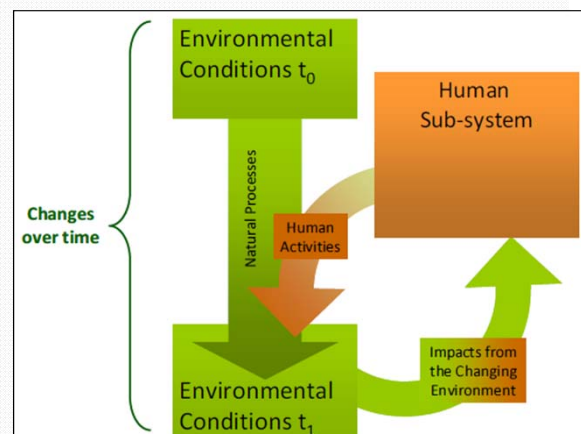 Environmental
Conditions t₀
Human
Sub-system
Natural Processes
Changes
over time
Human
Activities
Impacts from
the Changing
Environment
Environmental
Conditions t₁